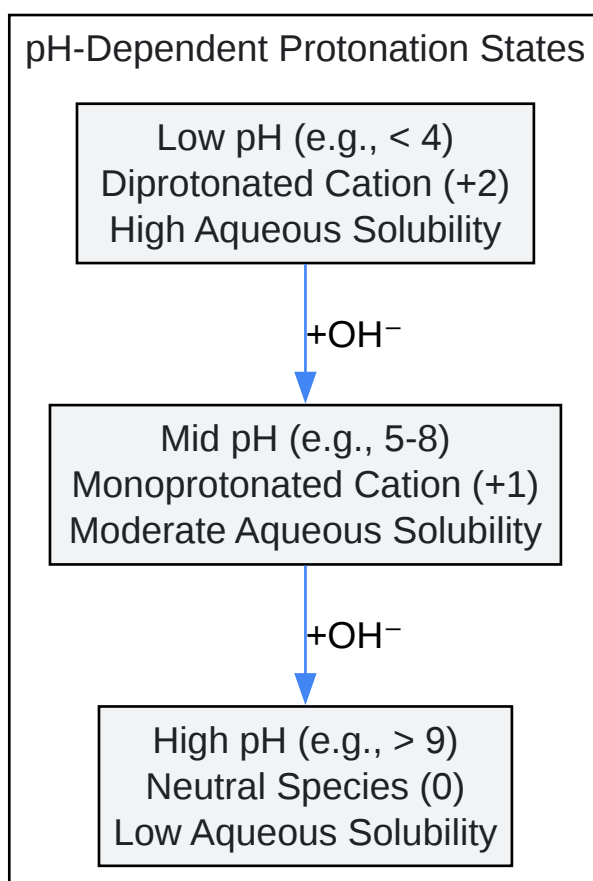 pH-Dependent Protonation States
Low pH (e.g., < 4)
Diprotonated Cation (+2)
High Aqueous Solubility
+OH⁻
Mid pH (e.g., 5-8)
Monoprotonated Cation (+1)
Moderate Aqueous Solubility
+OH⁻
High pH (e.g., > 9)
Neutral Species (0)
Low Aqueous Solubility